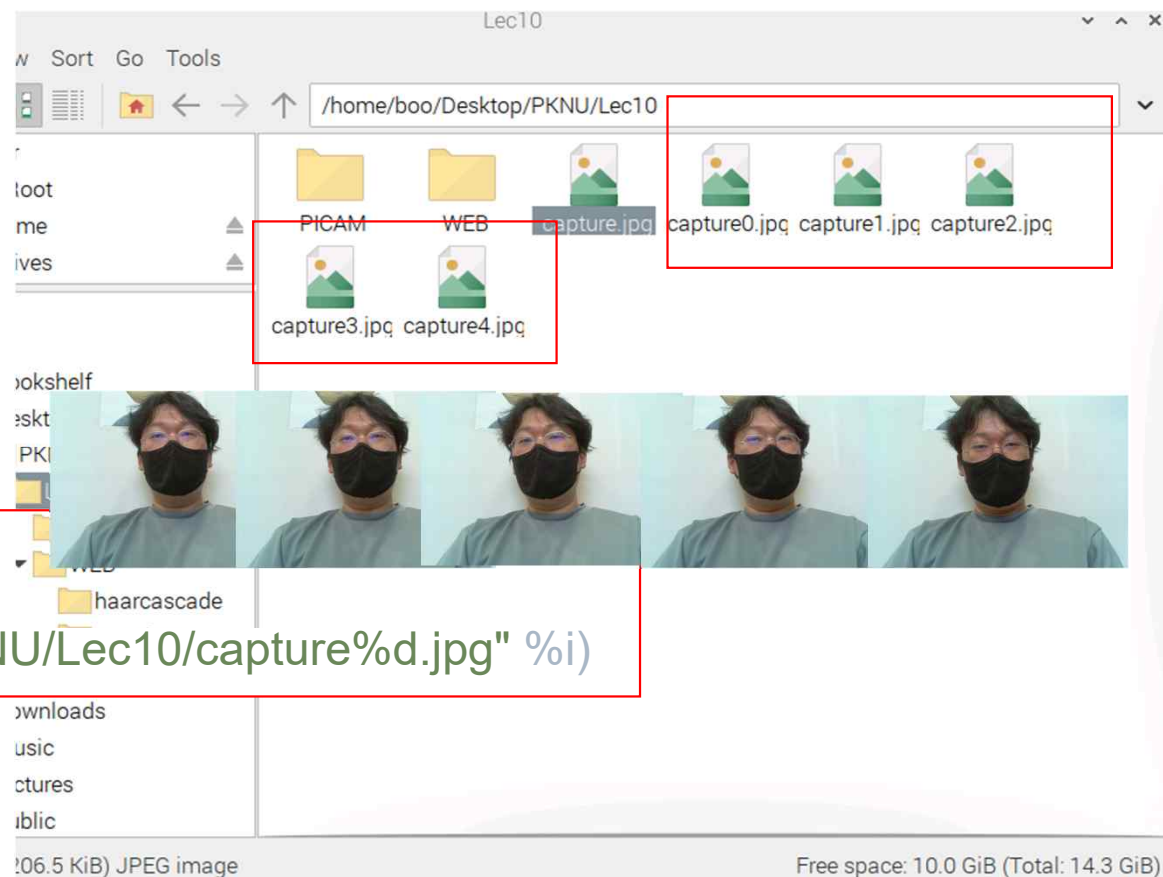 Lec10
w Sort Go Tools
/home/boo/Desktop/PKNU/Lec10
PICAM WEB capture.jpg capture0.jpg capture1.jpg capture2.jpg
capture3.jpg capture4.jpg
ives
ookshelf
eskt
PK
haarcascade
NU/Lec10/capture%d.jpg" %i)
ownloads
usic
ctures
ublic
206.5 KiB) JPEG image
Free space: 10.0 GiB (Total: 14.3 GiB)